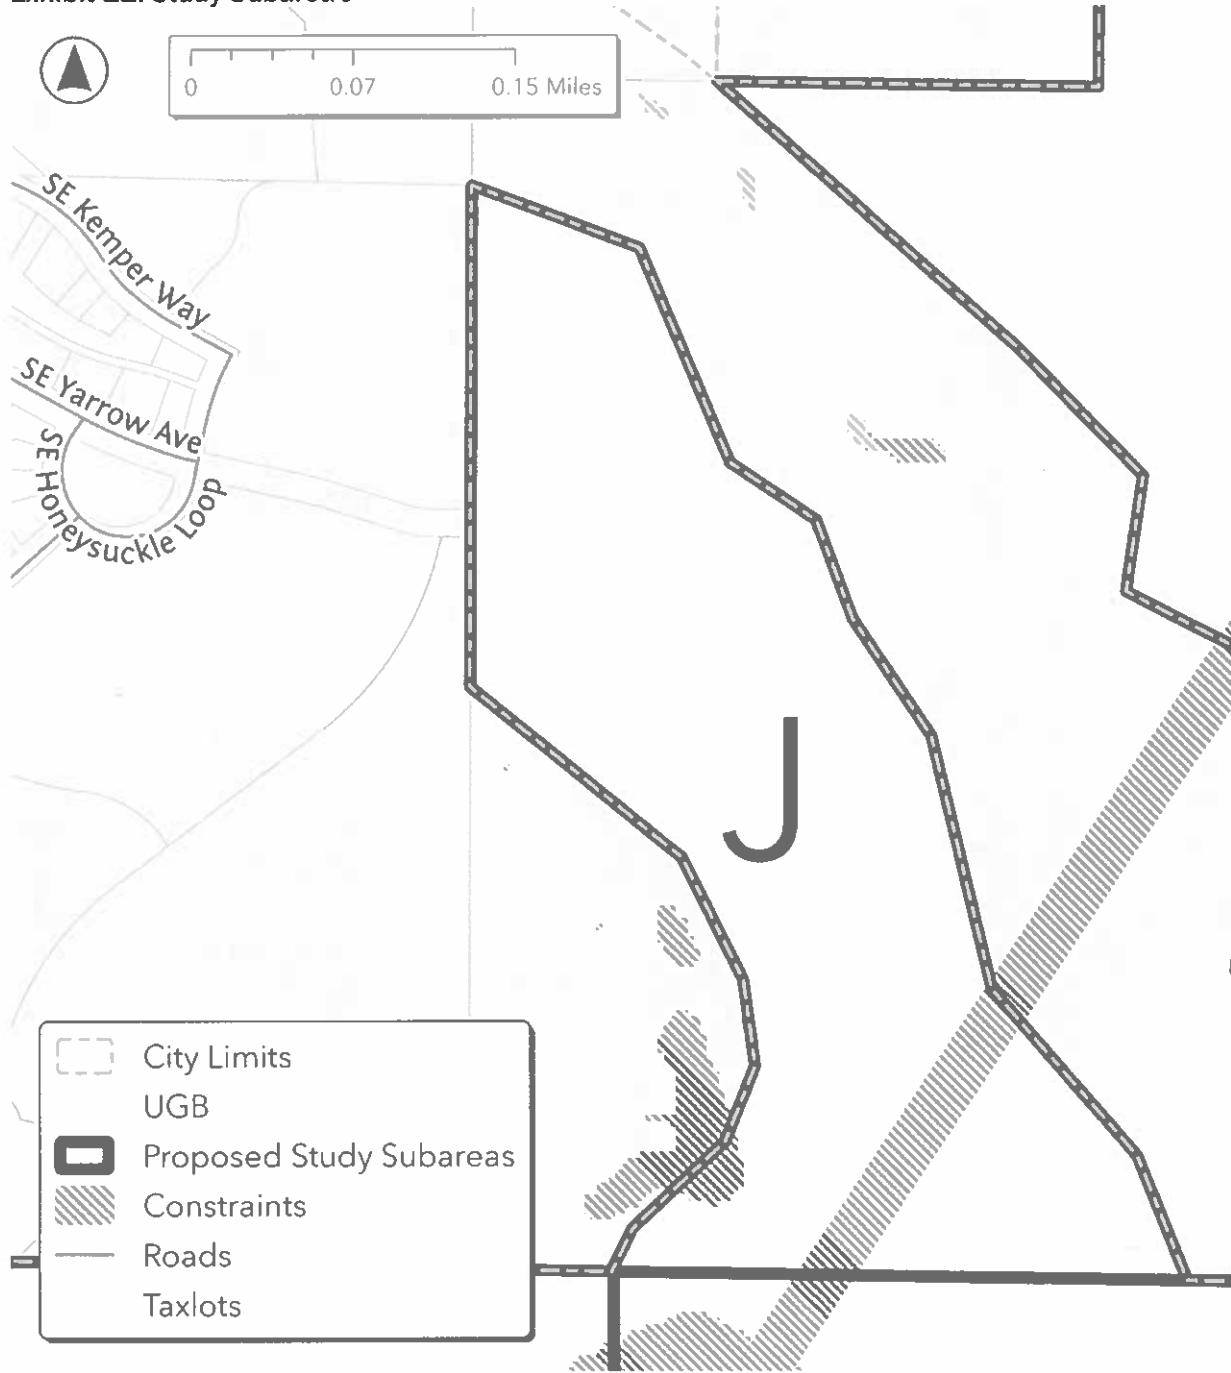 0 0.07 0.15 Miles
SE Kemper Way
SE Yarrow Ave
SE Honeysuckle Loop
J
City Limits
UGB
Proposed Study Subareas
Constraints
Roads
Taxlots